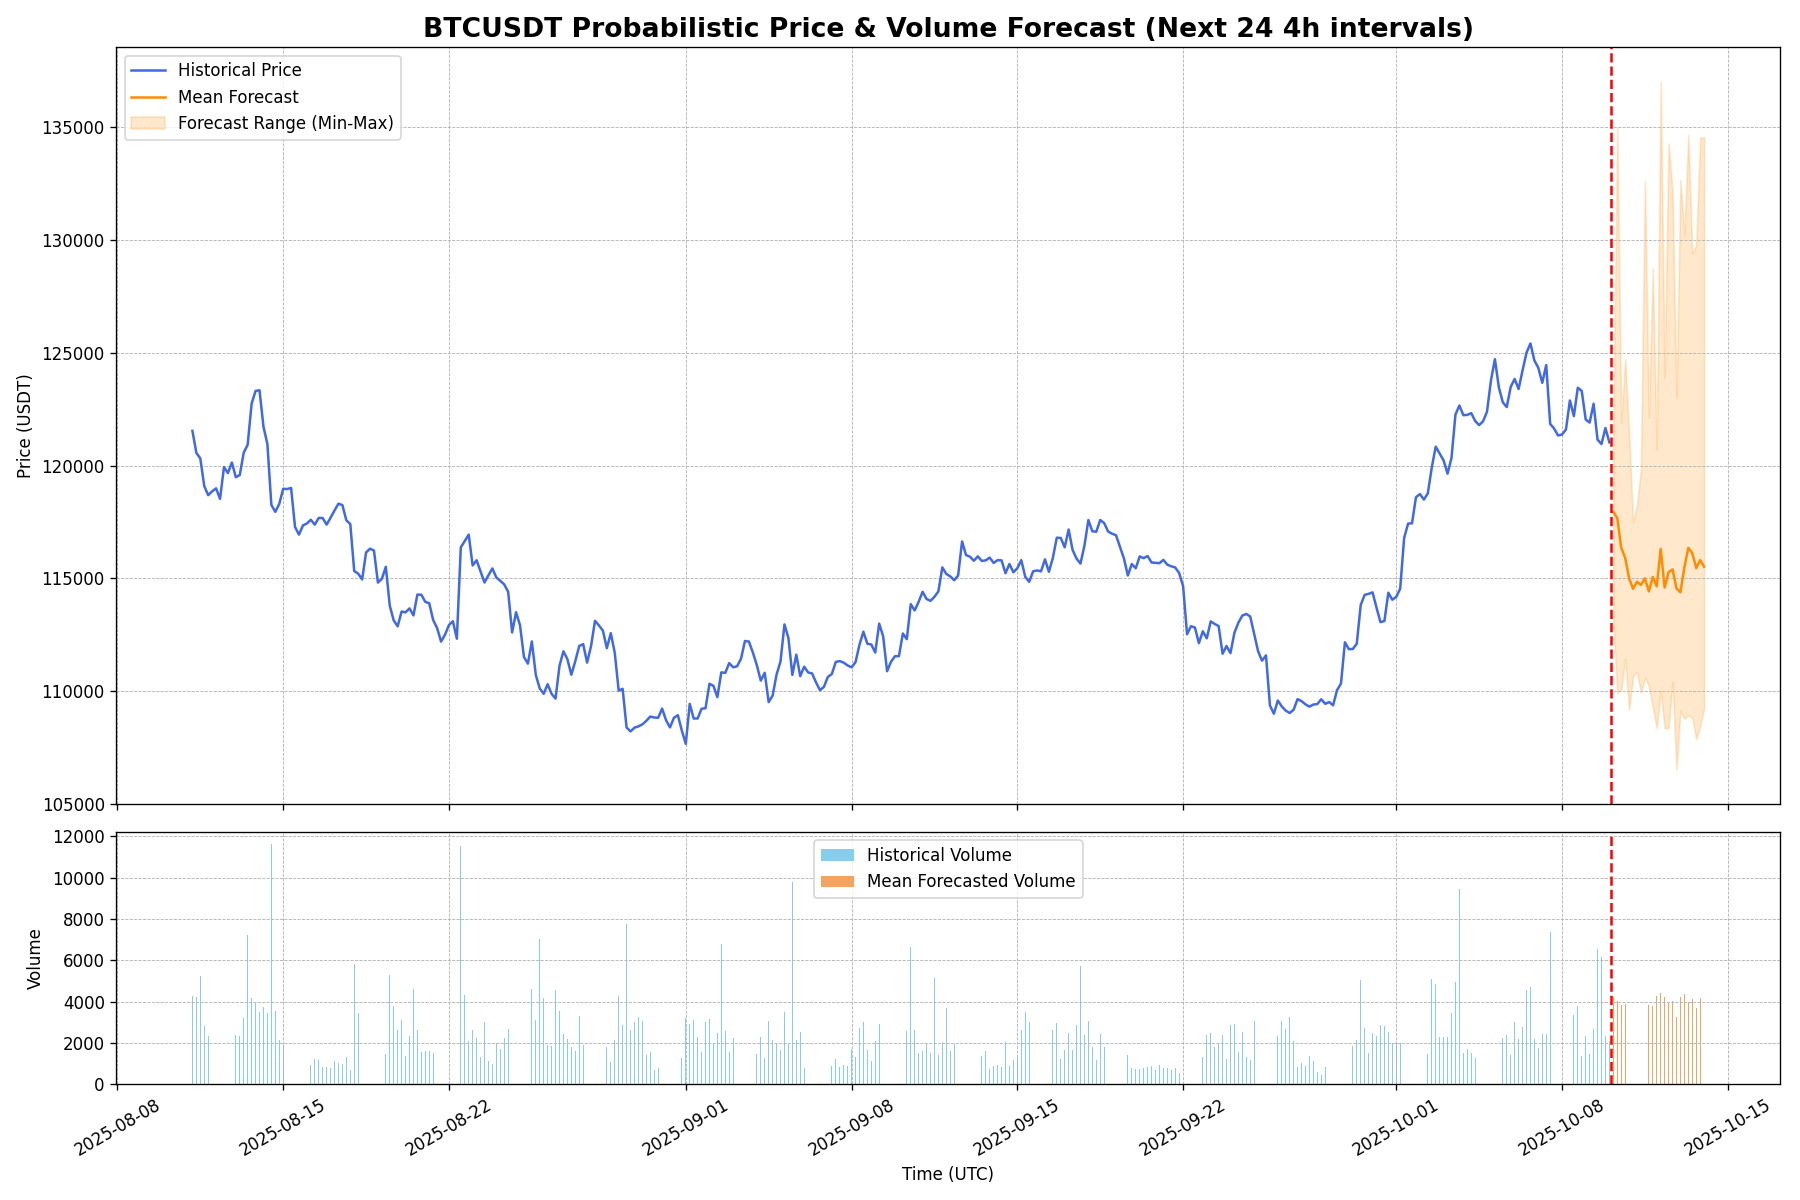 BTCUSDT Probabilistic Price & Volume Forecast (Next 24 4h intervals)
Historical Price
Mean Forecast
Forecast Range (Min-Max)
Price (USDT)
135000
130000
125000
120000
115000
110000
105000
Historical Volume
Mean Forecasted Volume
Volume
12000
10000
8000
6000
4000
2000
0
2025-08-08
2025-08-15
2025-08-22
2025-09-01
2025-09-08
2025-09-15
2025-09-22
2025-10-01
2025-10-08
2025-10-15
Time (UTC)